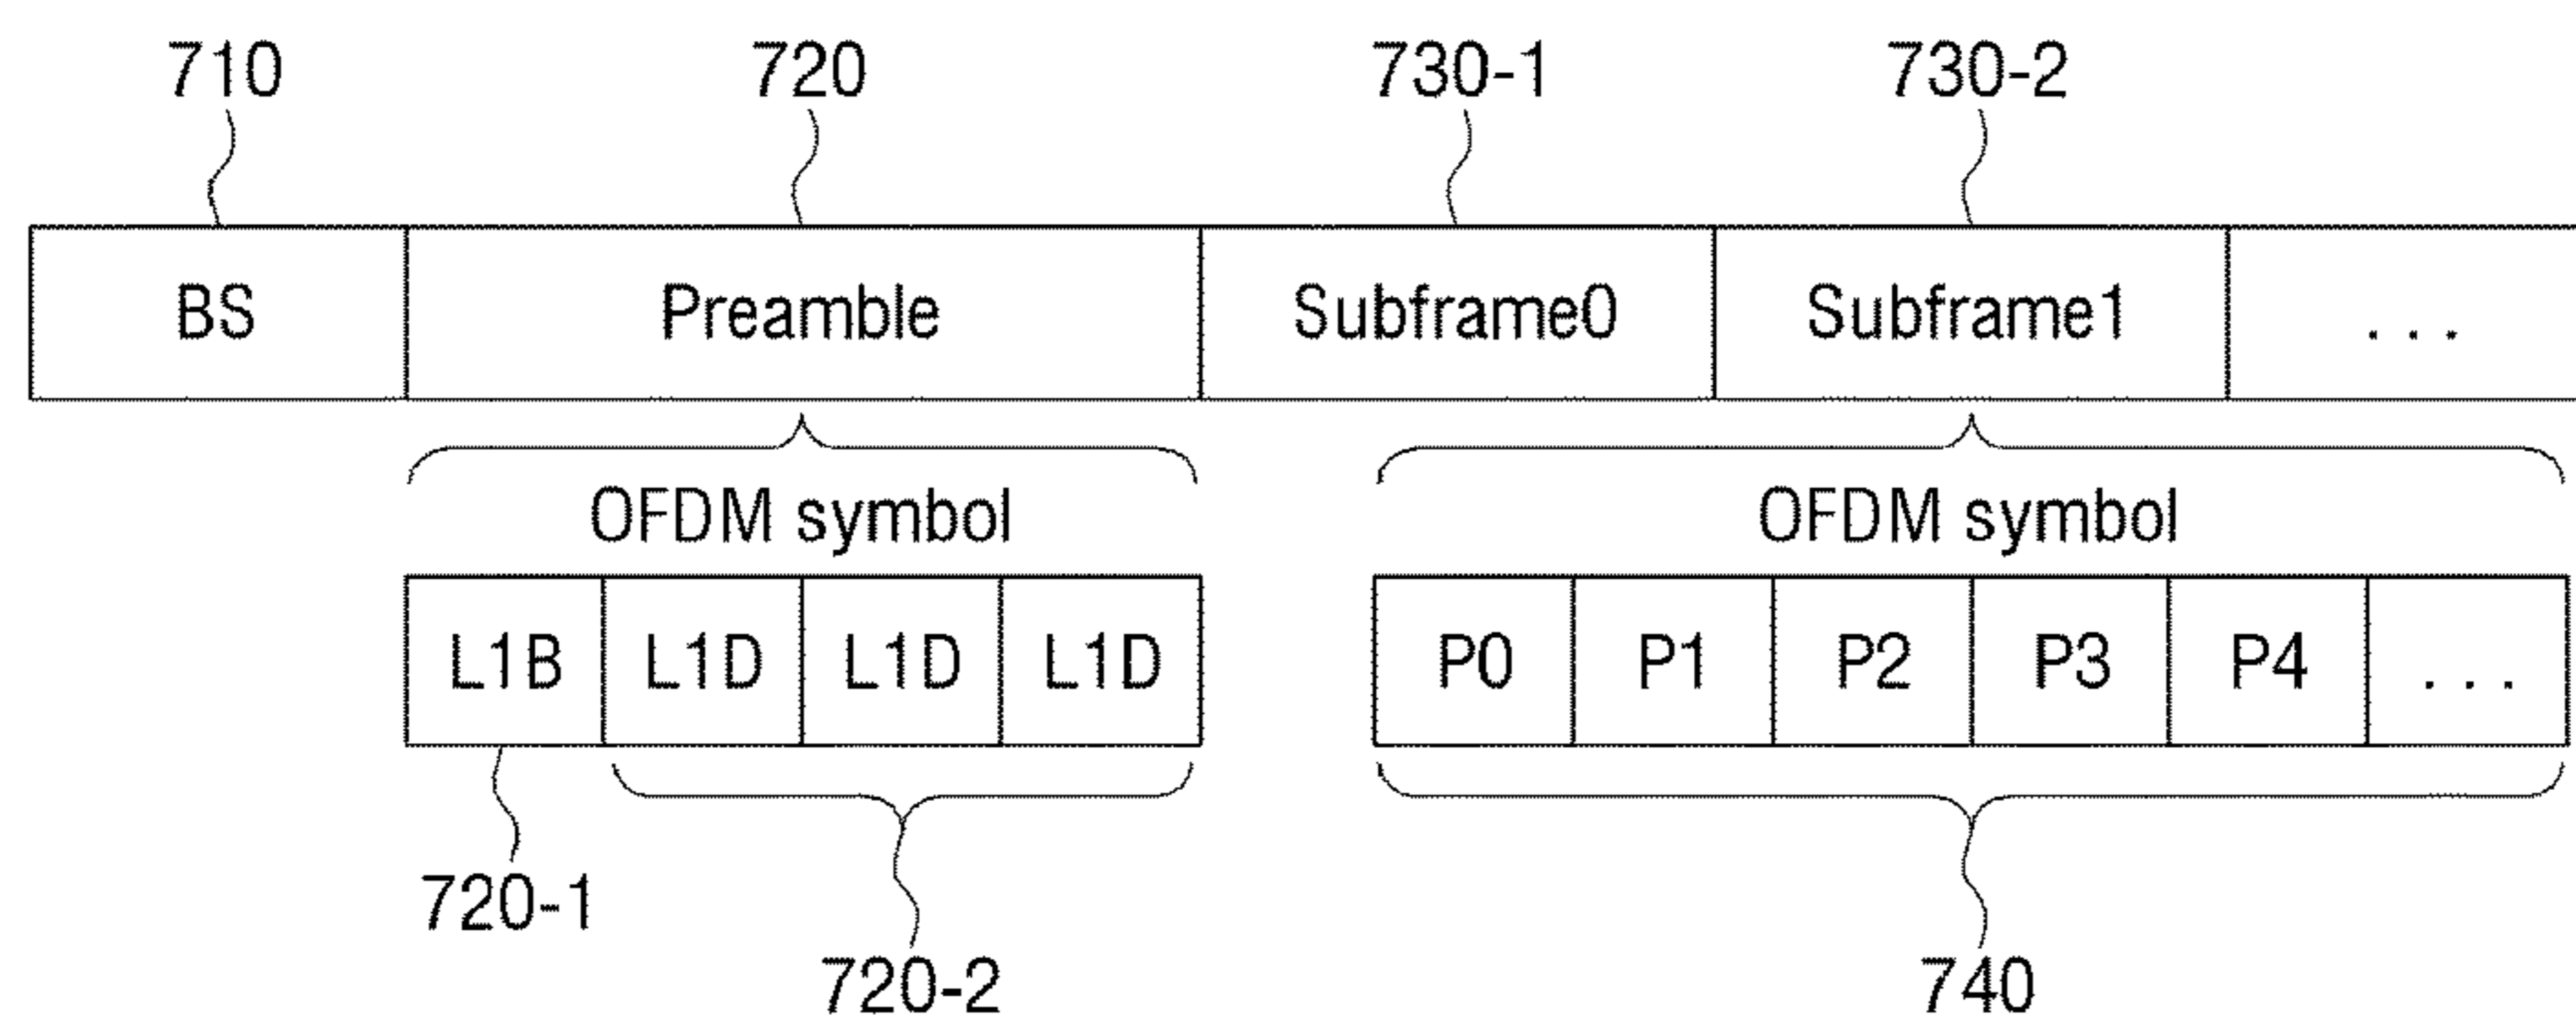 710 720 730-1 730-2
BS Preamble Subframe0 Subframe1 ...
OFDM symbol OFDM symbol
L1B L1D L1D L1D P0 P1 P2 P3 P4 ...
720-1
720-2 740